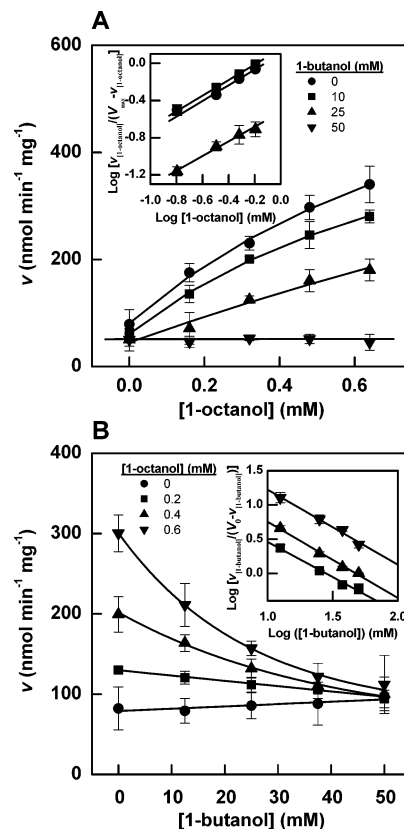 A
600
400
200
0
v (nmol min-1 mg-1)
0.0 0.2 0.4 0.6
[1-octanol] (mM)
1-butanol (mM)
0
10
25
50
0.0
-0.4
-0.8
-1.2
-1.0 -0.8 -0.6 -0.4 -0.2 0.0
Log [1-octanol] (mM)
B
400
300
200
100
0
v (nmol min-1 mg-1)
0 10 20 30 40 50
[1-butanol] (mM)
[1-octanol] (mM)
0
0.2
0.4
0.6
Log [v[1-butanol]/(V0-v[1-butanol])]
1.5
1.0
0.5
0.0
1.0 1.2 1.4 1.6 1.8 2.0
Log ([1-butanol]) (mM)